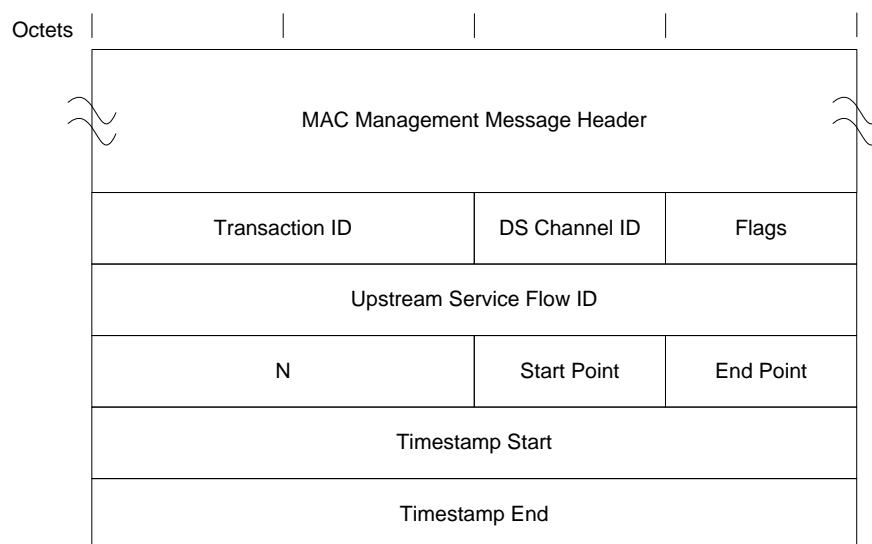 Octets
MAC Management Message Header
Transaction ID
DS Channel ID
Flags
Upstream Service Flow ID
N
Start Point
End Point
Timestamp Start
Timestamp End